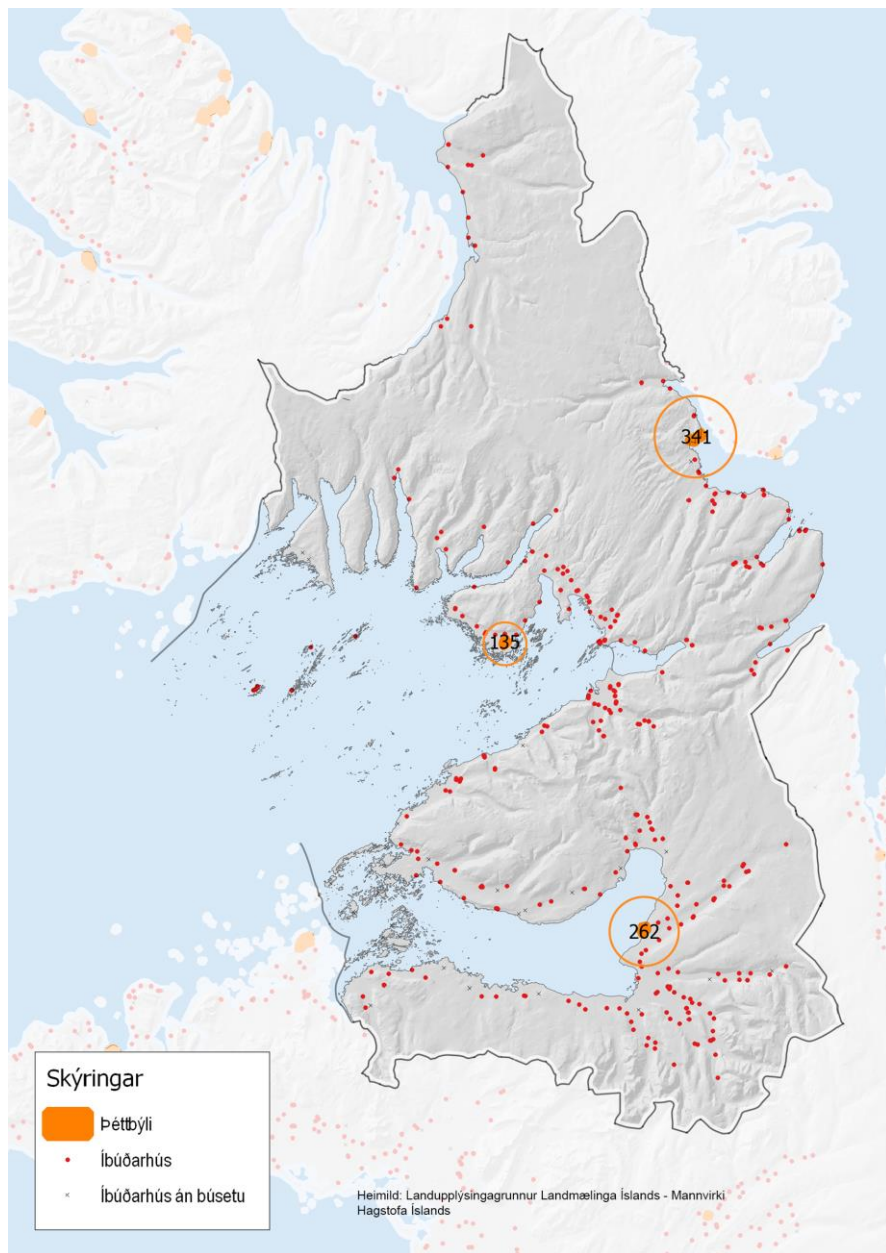 341
135
262
Skýringar
Þéttbýli
Íbúðarhús
Íbúðarhús án búsetu
Heimild: Landupplýsingagrunnur Landmælinga Íslands - Mannvirki
Hagstofa Íslands